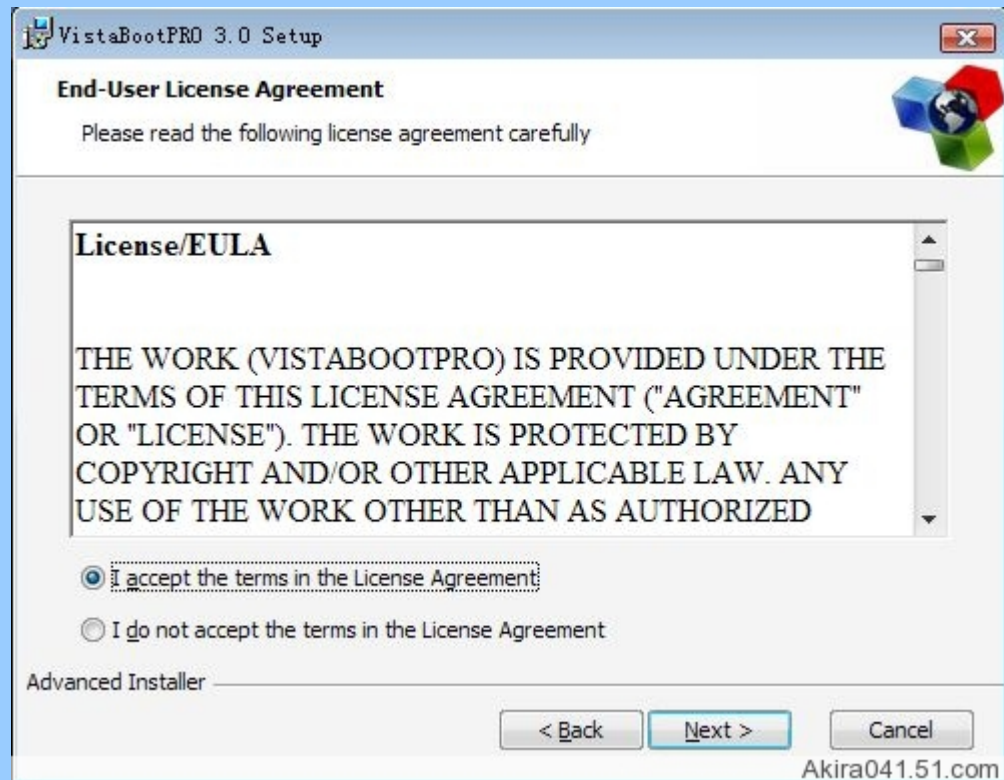 VistaBootPRO 3.0 Setup
End-User License Agreement
Please read the following license agreement carefully
License/EULA
THE WORK (VISTABOOTPRO) IS PROVIDED UNDER THE
TERMS OF THIS LICENSE AGREEMENT ("AGREEMENT"
OR "LICENSE"). THE WORK IS PROTECTED BY
COPYRIGHT AND/OR OTHER APPLICABLE LAW. ANY
USE OF THE WORK OTHER THAN AS AUTHORIZED
I accept the terms in the License Agreement
I do not accept the terms in the License Agreement
Advanced Installer
< Back Next > Cancel
Akira041.51.com